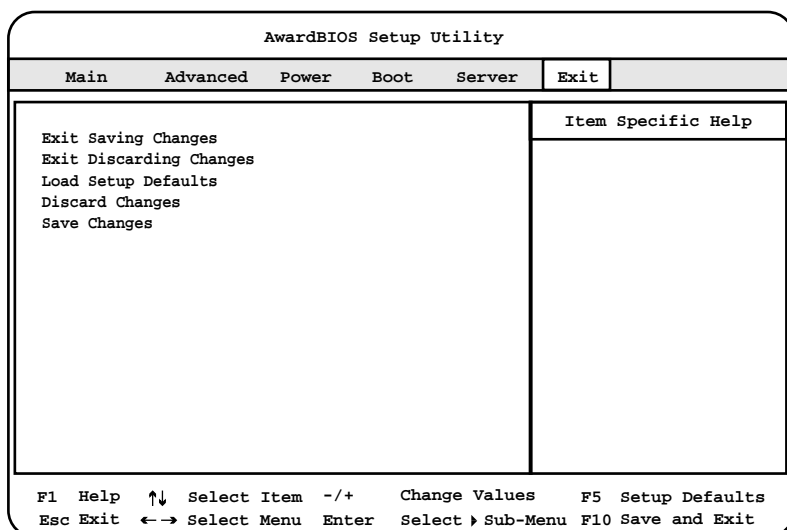 AwardBIOS Setup Utility
Main Advanced Power Boot Server Exit
Item Specific Help
Exit Saving Changes
Exit Discarding Changes
Load Setup Defaults
Discard Changes
Save Changes
F1 Help ↑↓ Select Item -/+ Change Values F5 Setup Defaults
Esc Exit ←→ Select Menu Enter Select ▸ Sub-Menu F10 Save and Exit